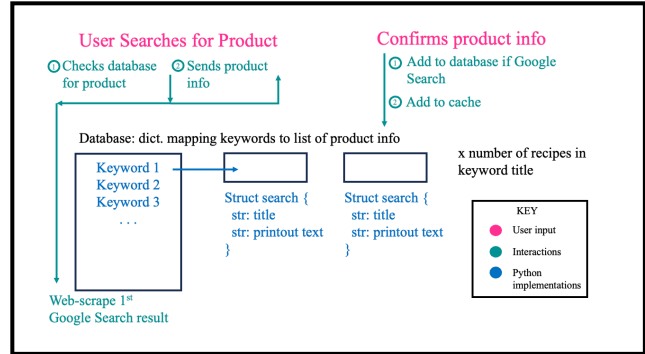 User Searches for Product
① Checks database
for product
② Sends product
info
Confirms product info
① Add to database if Google
Search
② Add to cache
Database: dict. mapping keywords to list of product info
Keyword 1
Keyword 2
Keyword 3
. . .
Struct search {
str: title
str: printout text
}
Struct search {
str: title
str: printout text
}
x number of recipes in
keyword title
KEY
User input
Interactions
Python
implementations
Web-scrape 1st
Google Search result